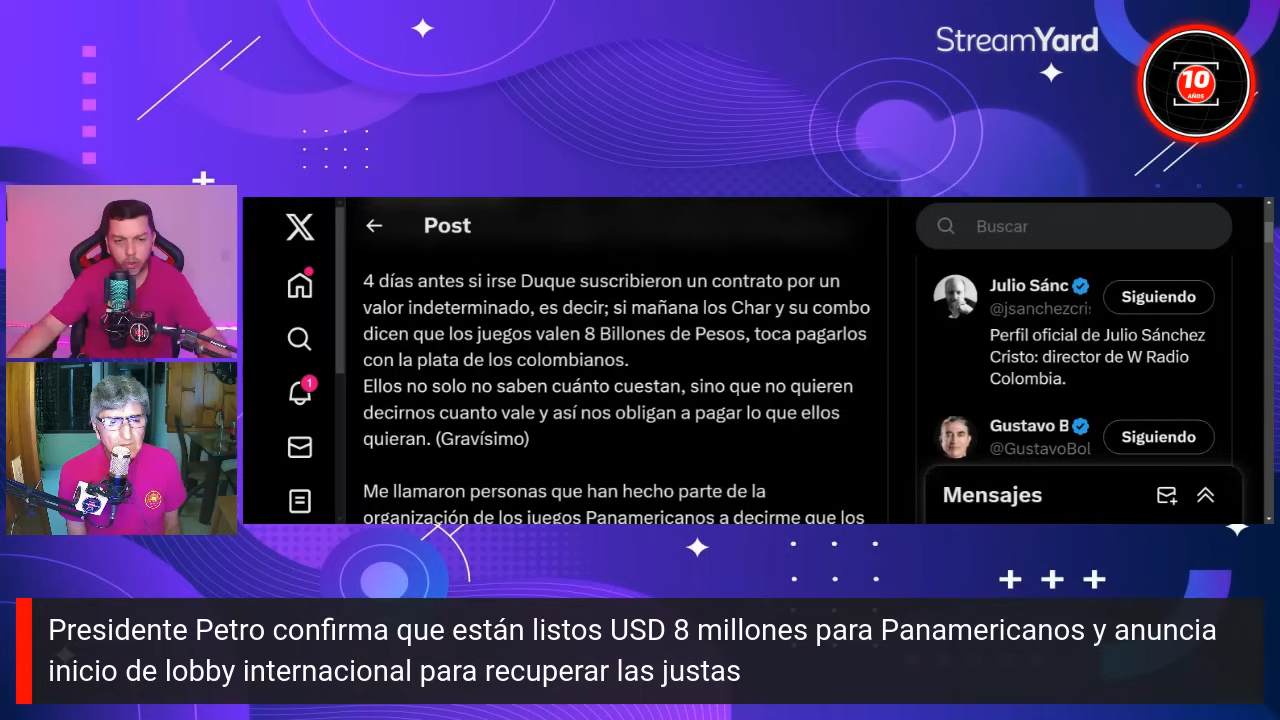 StreamYard
10
AÑOS
Post
Buscar
4 días antes si irse Duque suscribieron un contrato por un
valor indeterminado, es decir; si mañana los Char y su combo
dicen que los juegos valen 8 Billones de Pesos, toca pagarlos
con la plata de los colombianos.
Ellos no solo no saben cuánto cuestan, sino que no quieren
decirnos cuanto vale y así nos obligan a pagar lo que ellos
quieran. (Gravísimo)
Me llamaron personas que han hecho parte de la
organización de los juegos Panamericanos a decirme que los
1
Julio Sánc
@jsanchezcri
Siguiendo
Perfil oficial de Julio Sánchez
Cristo: director de W Radio
Colombia.
Gustavo B
@GustavoBol
Siguiendo
Mensajes
Presidente Petro confirma que están listos USD 8 millones para Panamericanos y anuncia
inicio de lobby internacional para recuperar las justas